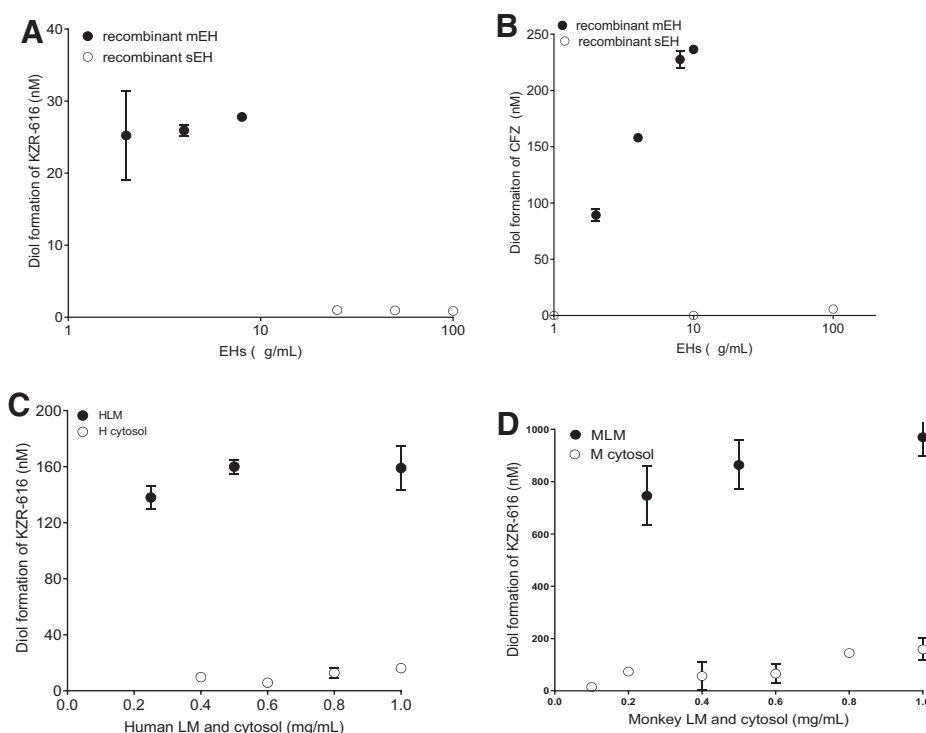 A
recombinant mEH
recombinant sEH
Diol formation of KZR-616 (nM)
40
30
20
10
0
1
10
100
EHs ( g/mL)
B
recombinant mEH
recombinant sEH
Diol formaiton of CFZ (nM)
250
200
150
100
50
0
1
10
100
EHs ( g/mL)
C
HLM
H cytosol
Diol formation of KZR-616 (nM)
200
160
120
80
40
0
0.0
0.2
0.4
0.6
0.8
1.0
Human LM and cytosol (mg/mL)
D
MLM
M cytosol
Diol formation of KZR-616 (nM)
1000
800
600
400
200
0
0.0
0.2
0.4
0.6
0.8
1.0
Monkey LM and cytosol (mg/mL)